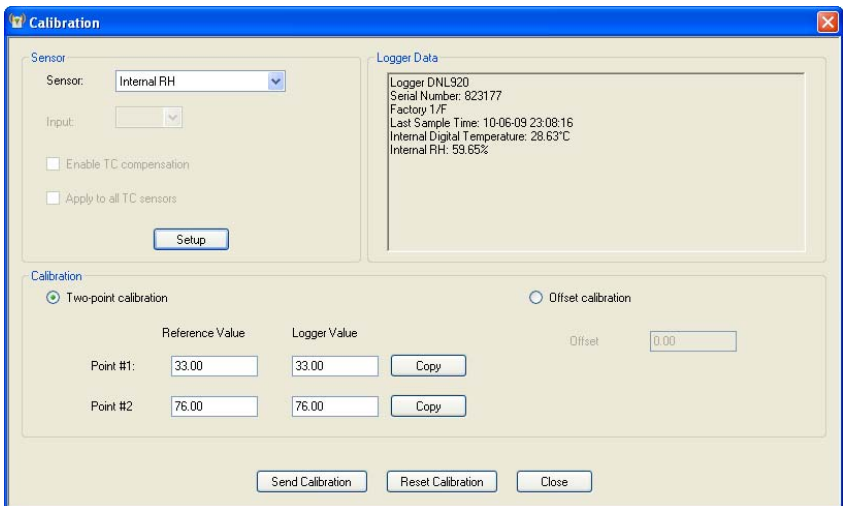 Calibration
Sensor
Sensor:
Internal RH
Input:
Enable TC compensation
Apply to all TC sensors
Setup
Logger Data
Logger DNL920
Serial Number: 823177
Factory 1/F
Last Sample Time: 10-06-09 23:08:16
Internal Digital Temperature: 28.63°C
Internal RH: 59.65%
Calibration
Two-point calibration
Offset calibration
Reference Value Logger Value
Offset 0.00
Point #1: 33.00 33.00 Copy
Point #2 76.00 76.00 Copy
Send Calibration Reset Calibration Close